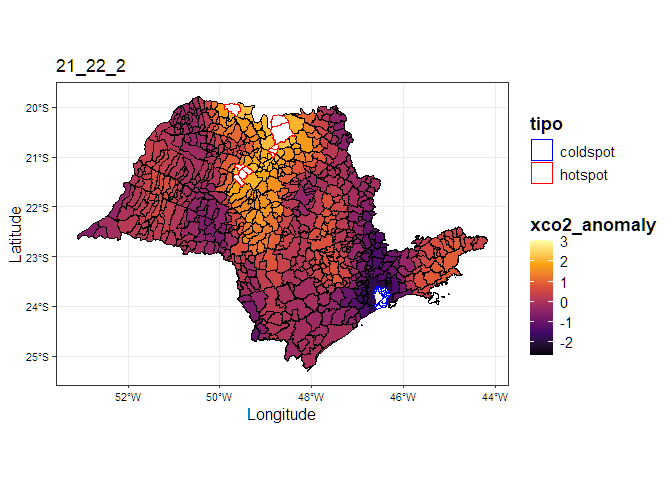 21_22_2
20°S
21°S
22°S
23°S
24°S
25°S
Latitude
52°W 50°W 48°W 46°W 44°W
Longitude
tipo
coldspot
hotspot
xco2_anomaly
3
2
1
0
-1
-2